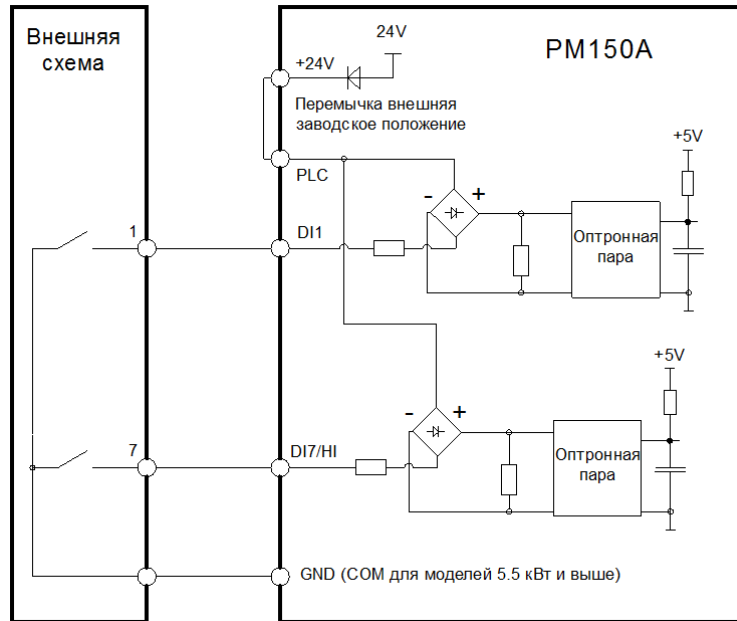 Внешняя
схема
24V
PM150A
+24V
Перемычка внешняя
заводское положение
PLC
+5V
-
+
1
DI1
Оптронная
пара
+5V
-
+
7
DI7/HI
Оптронная
пара
GND (COM для моделей 5.5 кВт и выше)